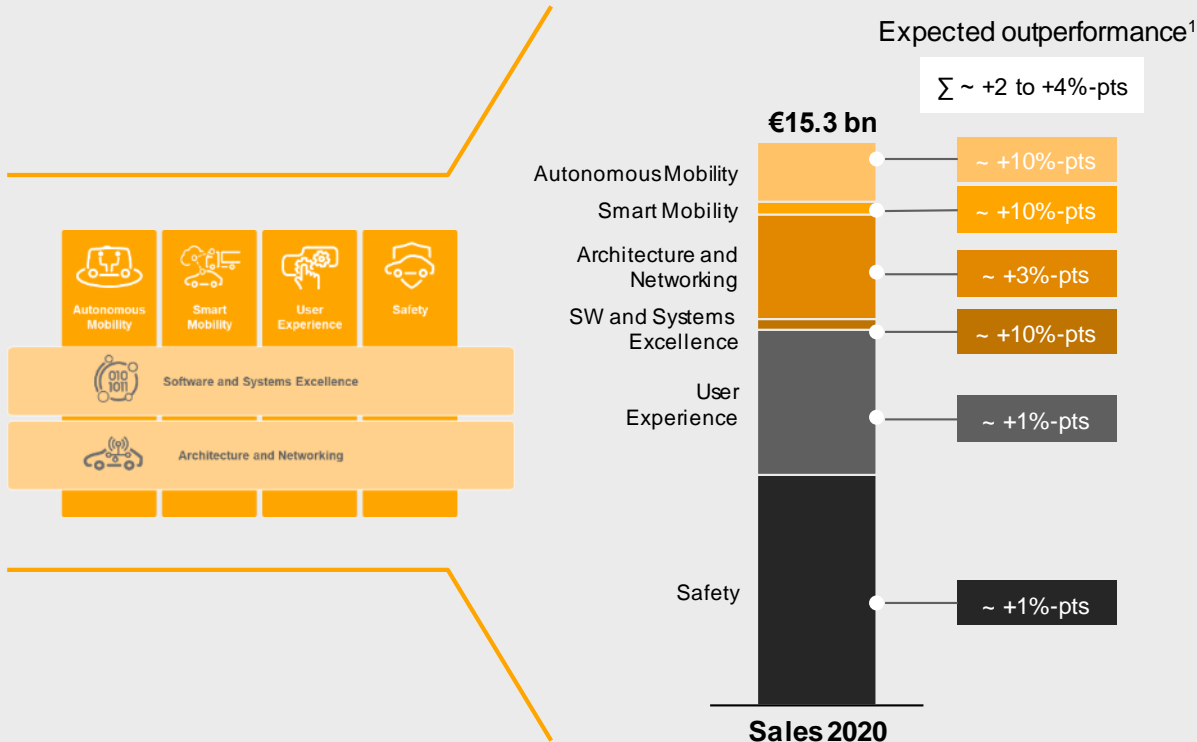 Expected outperformance¹
∑ ~ +2 to +4%-pts
€15.3 bn
Autonomous Mobility
~ +10%-pts
Smart Mobility
~ +10%-pts
Architecture and
Networking
~ +3%-pts
SW and Systems
Excellence
~ +10%-pts
User
Experience
~ +1%-pts
Safety
~ +1%-pts
Sales 2020
Autonomous
Mobility
Smart
Mobility
User
Experience
Safety
010
1011
Software and Systems Excellence
Architecture and Networking